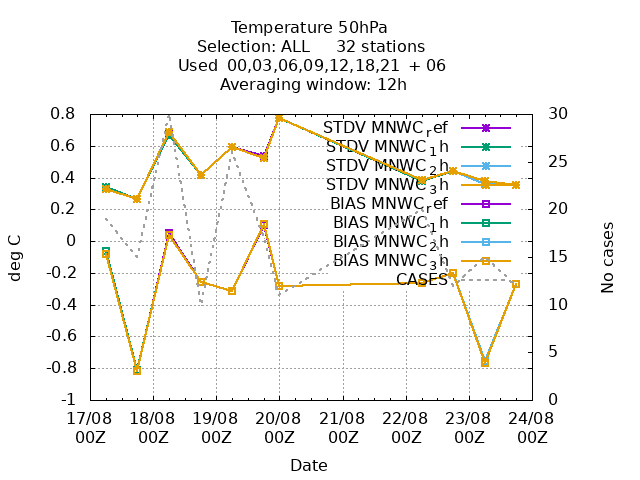 Temperature 50hPa
Selection: ALL 32 stations
Used 00,03,06,09,12,18,21 + 06
Averaging window: 12h
0.8
0.6
0.4
0.2
0
-0.2
-0.4
-0.6
-0.8
-1
deg C
30
25
20
15
10
5
0
No cases
STDV MNWC_ref
STDV MNWC_1h
STDV MNWC_2h
STDV MNWC_3h
BIAS MNWC_ref
BIAS MNWC_1h
BIAS MNWC_2h
BIAS MNWC_3h
CASES
17/08 18/08 19/08 20/08 21/08 22/08 23/08 24/08
00Z 00Z 00Z 00Z 00Z 00Z 00Z 00Z
Date